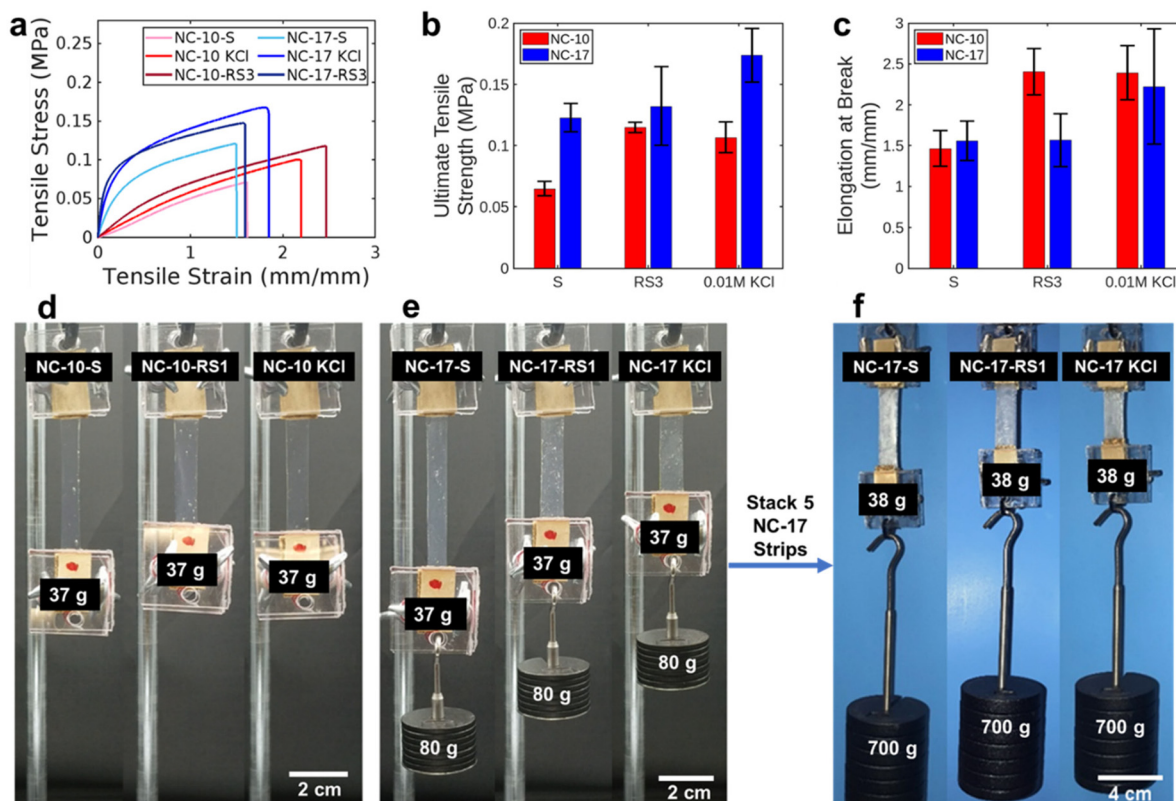 a
Tensile Stress (MPa)
0.25
0.2
0.15
0.1
0.05
0
NC-10-S
NC-10 KCl
NC-10-RS3
NC-17-S
NC-17 KCl
NC-17-RS3
0 1 2 3
Tensile Strain (mm/mm)
b
Ultimate Tensile
Strength (MPa)
0.2
0.15
0.1
0.05
0
NC-10
NC-17
S RS3 0.01M KCl
c
Elongation at Break
(mm/mm)
3
2.5
2
1.5
1
0.5
0
NC-10
NC-17
S RS3 0.01M KCl
d
NC-10-S NC-10-RS1 NC-10 KCl
37 g 37 g 37 g
2 cm
e
NC-17-S NC-17-RS1 NC-17 KCl
37 g 37 g 37 g
80 g 80 g 80 g
2 cm
Stack 5
NC-17
Strips
f
NC-17-S NC-17-RS1 NC-17 KCl
38 g 38 g 38 g
700 g 700 g 700 g
4 cm